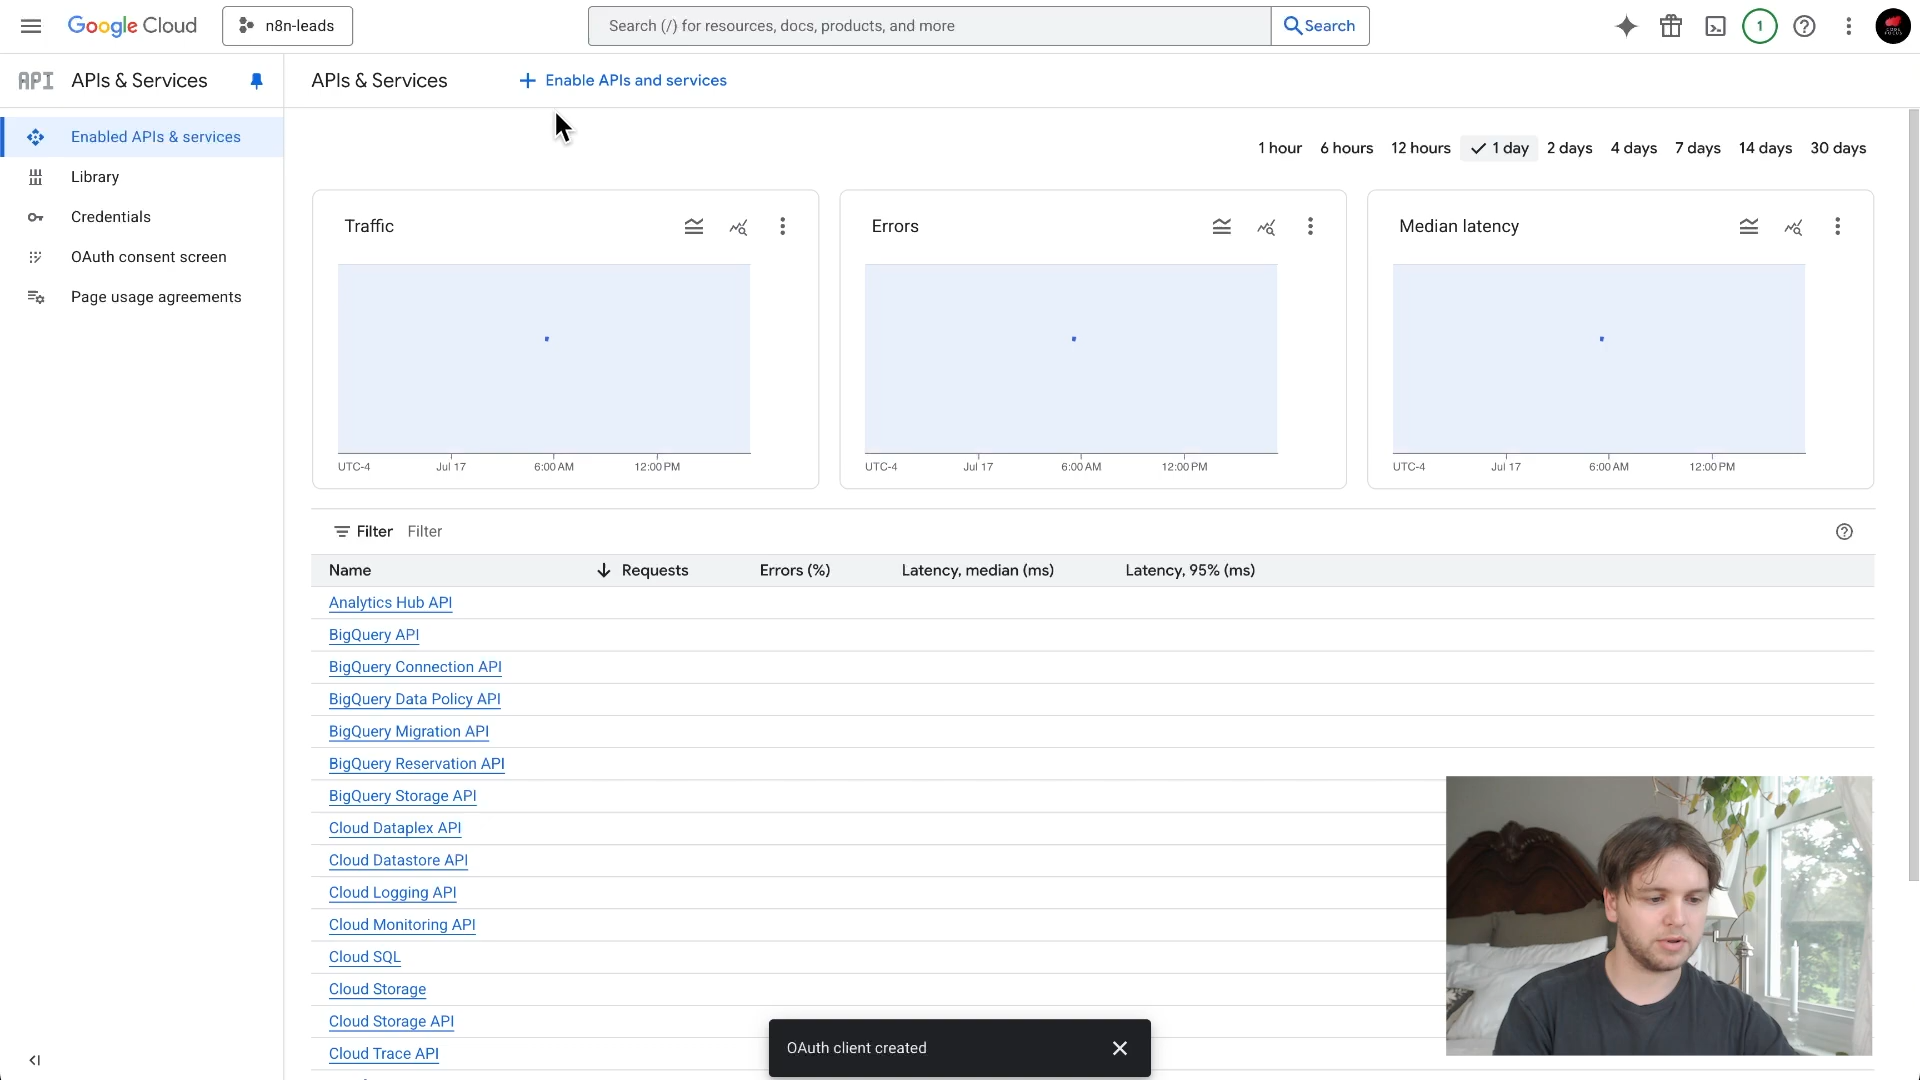 Google Cloud
n8n-leads
Search (/) for resources, docs, products, and more
Search
1
API
APIs & Services
APIs & Services
Enable APIs and services
Enabled APIs & services
Library
Credentials
OAuth consent screen
Page usage agreements
1 hour
6 hours
12 hours
1 day
2 days
4 days
7 days
14 days
30 days
Traffic
UTC-4 Jul 17 6:00 AM 12:00 PM
Errors
UTC-4 Jul 17 6:00 AM 12:00 PM
Median latency
UTC-4 Jul 17 6:00 AM 12:00 PM
Filter Filter
Name Requests Errors (%) Latency, median (ms) Latency, 95% (ms)
Analytics Hub API
BigQuery API
BigQuery Connection API
BigQuery Data Policy API
BigQuery Migration API
BigQuery Reservation API
BigQuery Storage API
Cloud Dataplex API
Cloud Datastore API
Cloud Logging API
Cloud Monitoring API
Cloud SQL
Cloud Storage
Cloud Storage API
Cloud Trace API
OAuth client created